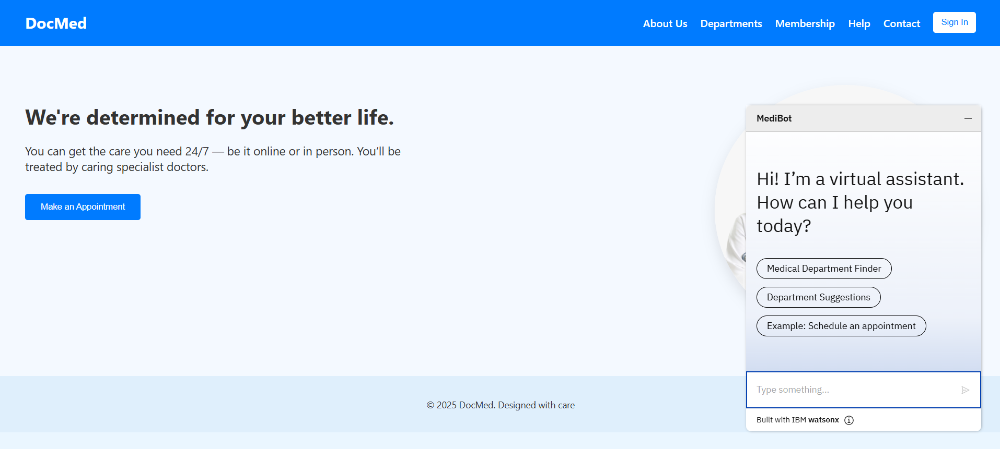 DocMed
About Us
Departments
Membership
Help
Contact
Sign In
We're determined for your better life.
You can get the care you need 24/7 — be it online or in person. You’ll be
treated by caring specialist doctors.
Make an Appointment
MediBot
Hi! I’m a virtual assistant.
How can I help you
today?
Medical Department Finder
Department Suggestions
Example: Schedule an appointment
Type something...
Built with IBM watsonx
© 2025 DocMed. Designed with care